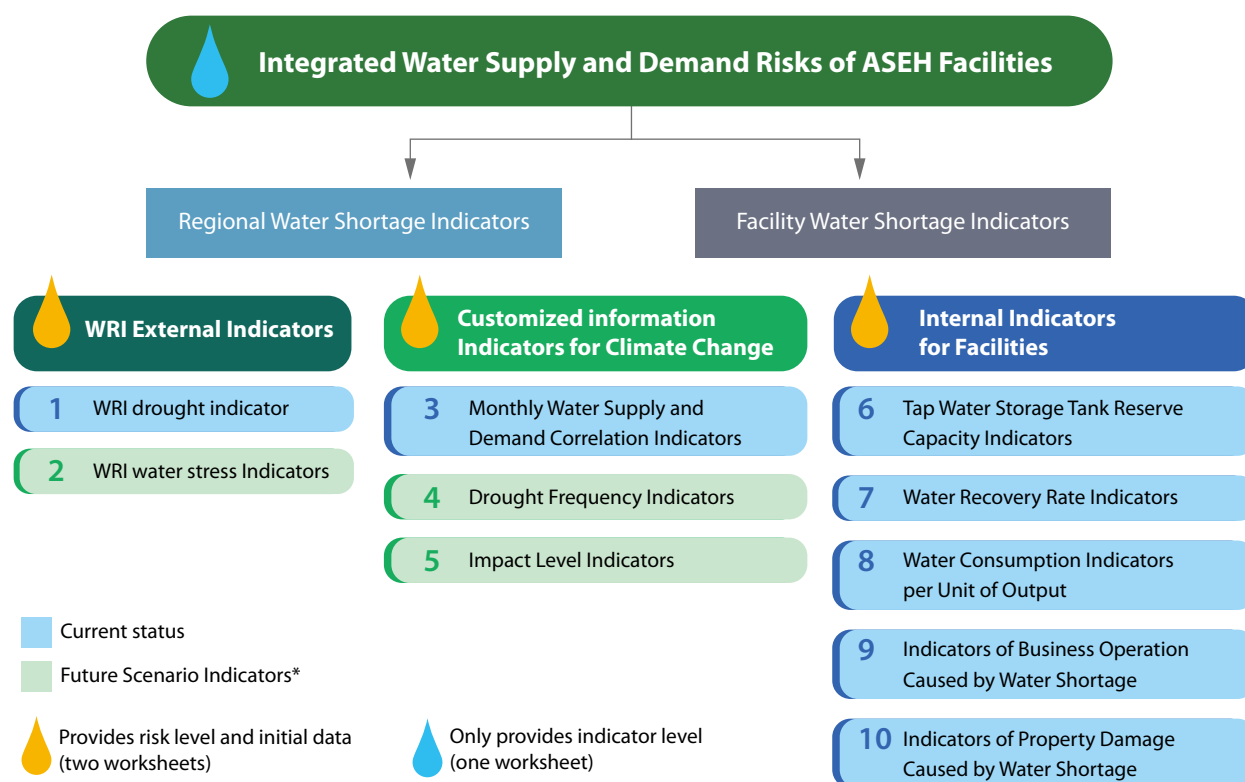 Integrated Water Supply and Demand Risks of ASEH Facilities
Regional Water Shortage Indicators
Facility Water Shortage Indicators
WRI External Indicators
1 WRI drought indicator
2 WRI water stress Indicators
Customized information
Indicators for Climate Change
3 Monthly Water Supply and
Demand Correlation Indicators
4 Drought Frequency Indicators
5 Impact Level Indicators
Internal Indicators
for Facilities
6 Tap Water Storage Tank Reserve
Capacity Indicators
7 Water Recovery Rate Indicators
8 Water Consumption Indicators
per Unit of Output
9 Indicators of Business Operation
Caused by Water Shortage
10 Indicators of Property Damage
Caused by Water Shortage
Current status
Future Scenario Indicators*
Provides risk level and initial data
(two worksheets)
Only provides indicator level
(one worksheet)